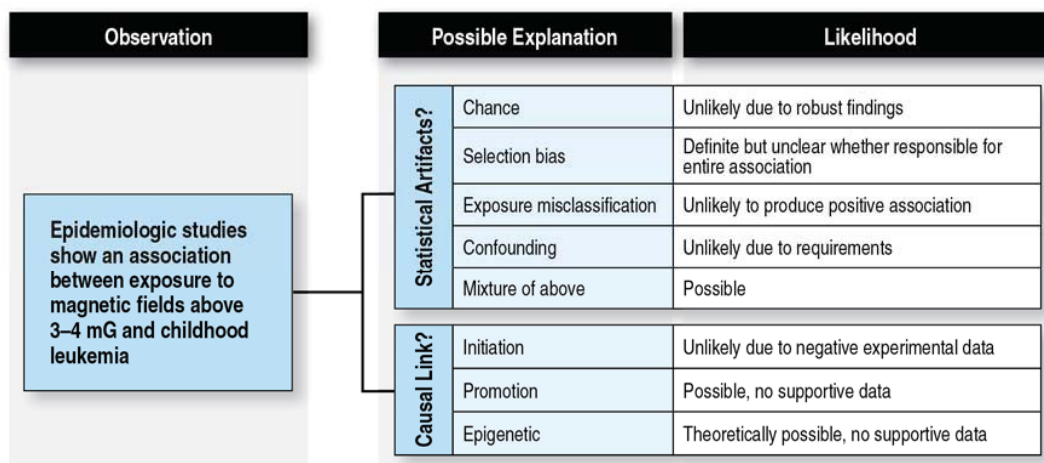 Observation
Possible Explanation
Likelihood
Epidemiologic studies
show an association
between exposure to
magnetic fields above
3–4 mG and childhood
leukemia
Statistical Artifacts?
Chance
Unlikely due to robust findings
Selection bias
Definite but unclear whether responsible for
entire association
Exposure misclassification
Unlikely to produce positive association
Confounding
Unlikely due to requirements
Mixture of above
Possible
Causal Link?
Initiation
Unlikely due to negative experimental data
Promotion
Possible, no supportive data
Epigenetic
Theoretically possible, no supportive data